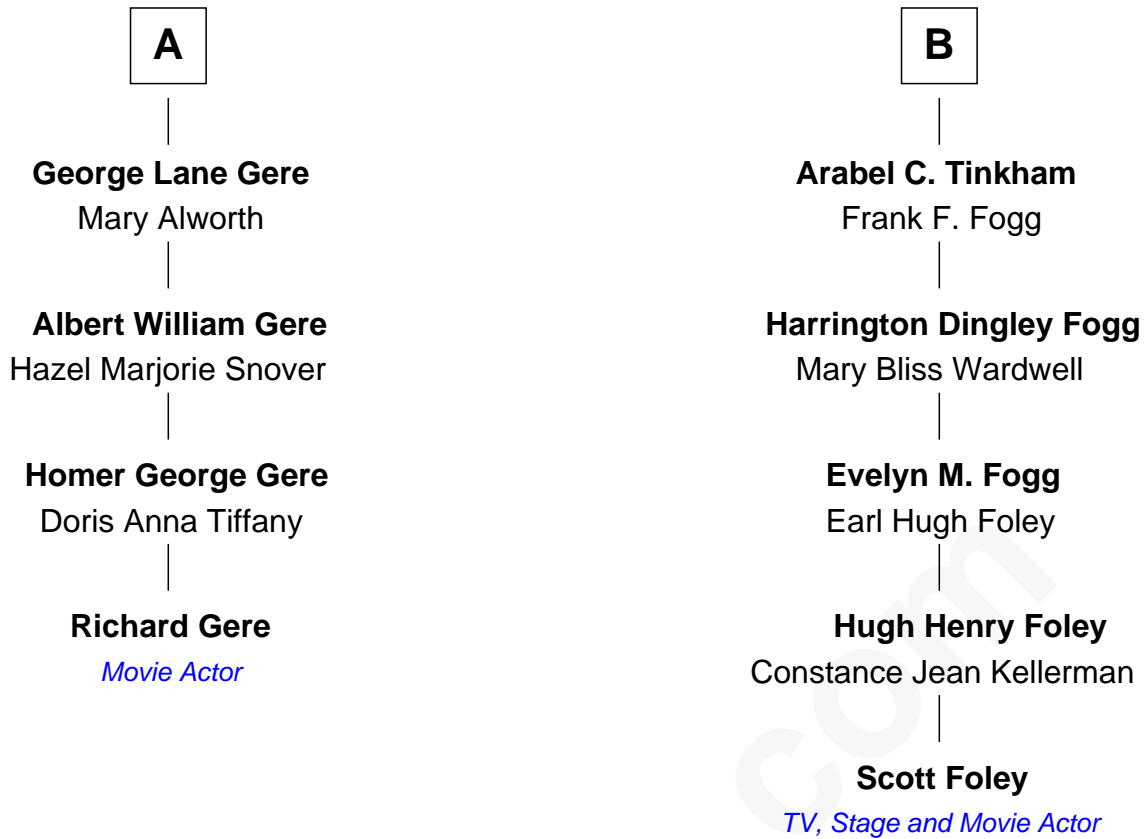 A
George Lane Gere
Mary Alworth
Albert William Gere
Hazel Marjorie Snover
Homer George Gere
Doris Anna Tiffany
Richard Gere
Movie Actor
B
Arabel C. Tinkham
Frank F. Fogg
Harrington Dingley Fogg
Mary Bliss Wardwell
Evelyn M. Fogg
Earl Hugh Foley
Hugh Henry Foley
Constance Jean Kellerman
Scott Foley
TV, Stage and Movie Actor
com